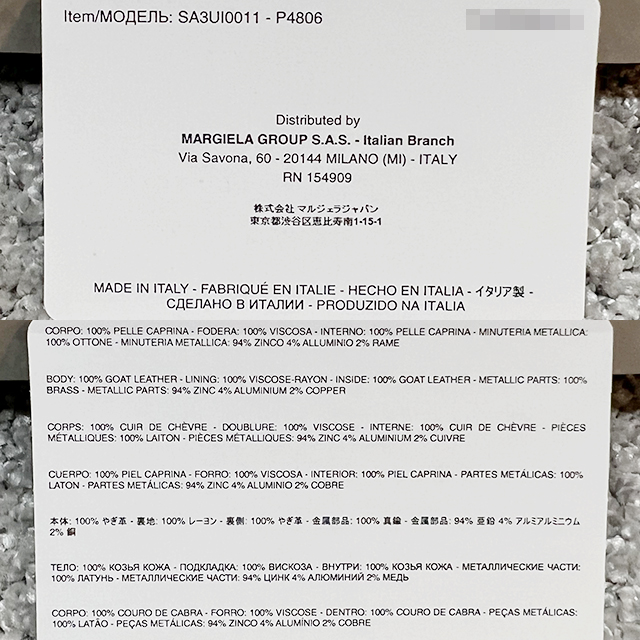 Item/МОДЕЛЬ: SA3UI0011 - P4806
Distributed by
MARGIELA GROUP S.A.S. - Italian Branch
Via Savona, 60 - 20144 MILANO (MI) - ITALY
RN 154909
株式会社 マルジェラジャパン
東京都渋谷区恵比寿南1-15-1
MADE IN ITALY - FABRIQUÉ EN ITALIE - HECHO EN ITALIA - イタリア製 -
СДЕЛАНО В ИТАЛИИ - PRODUZIDO NA ITALIA
CORPO: 100% PELLE CAPRINA - FODERA: 100% VISCOSA - INTERNO: 100% PELLE CAPRINA - MINUTERIA METALLICA:
100% OTTONE - MINUTERIA METALLICA: 94% ZINCO 4% ALLUMINIO 2% RAME
BODY: 100% GOAT LEATHER - LINING: 100% VISCOSE-RAYON - INSIDE: 100% GOAT LEATHER - METALLIC PARTS: 100%
BRASS - METALLIC PARTS: 94% ZINC 4% ALUMINIUM 2% COPPER
CORPS: 100% CUIR DE CHÈVRE - DOUBLURE: 100% VISCOSE - INTERNE: 100% CUIR DE CHÈVRE - PIÈCES
MÉTALLIQUES: 100% LAITON - PIÈCES MÉTALLIQUES: 94% ZINC 4% ALUMINIUM 2% CUIVRE
CUERPO: 100% PIEL CAPRINA - FORRO: 100% VISCOSA - INTERIOR: 100% PIEL CAPRINA - PARTES METÁLICAS: 100%
LATON - PARTES METÁLICAS: 94% ZINC 4% ALUMINIO 2% COBRE
本体: 100% やぎ革 - 裏地: 100% レーヨン - 裏側: 100% やぎ革 - 金属部品: 100% 真鍮 - 金属部品: 94% 亜鉛 4% アルミアルミニウム
2% 銅
ТЕЛО: 100% КОЗЬЯ КОЖА - ПОДКЛАДКА: 100% ВИСКОЗА - ВНУТРИ: 100% КОЗЬЯ КОЖА - МЕТАЛЛИЧЕСКИЕ ЧАСТИ:
100% ЛАТУНЬ - МЕТАЛЛИЧЕСКИЕ ЧАСТИ: 94% ЦИНК 4% АЛЮМИНИЙ 2% МЕДЬ
CORPO: 100% COURO DE CABRA - FORRO: 100% VISCOSE - DENTRO: 100% COURO DE CABRA - PEÇAS METÁLICAS:
100% LATÃO - PEÇAS METÁLICAS: 94% ZINCO 4% ALUMÍNIO 2% COBRE